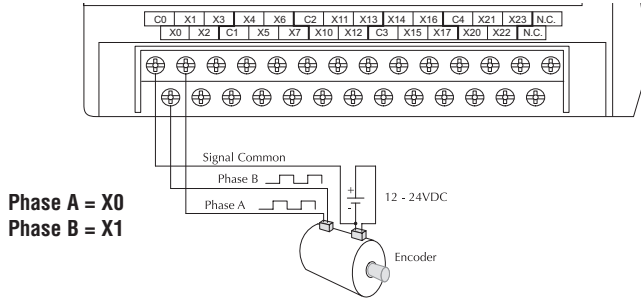 C0 X1 X3 X4 X6 C2 X11 X13 X14 X16 C4 X21 X23 N.C.
X0 X2 C1 X5 X7 X10 X12 C3 X15 X17 X20 X22 N.C.
Signal Common
Phase B
Phase A
+
-
12 - 24VDC
Encoder
Phase A = X0
Phase B = X1